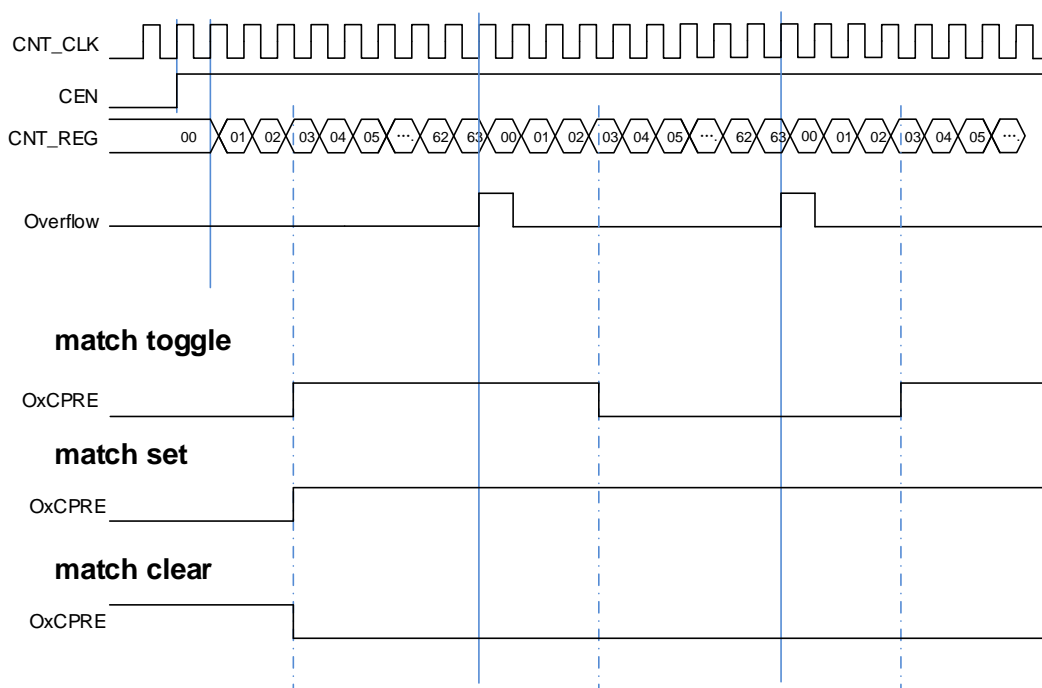 CNT_CLK
CEN
CNT_REG 00 01 02 03 04 05 .... 62 63 00 01 02 03 04 05 .... 62 63 00 01 02 03 04 05 ....
Overflow
match toggle
OxCPRE
match set
OxCPRE
match clear
OxCPRE